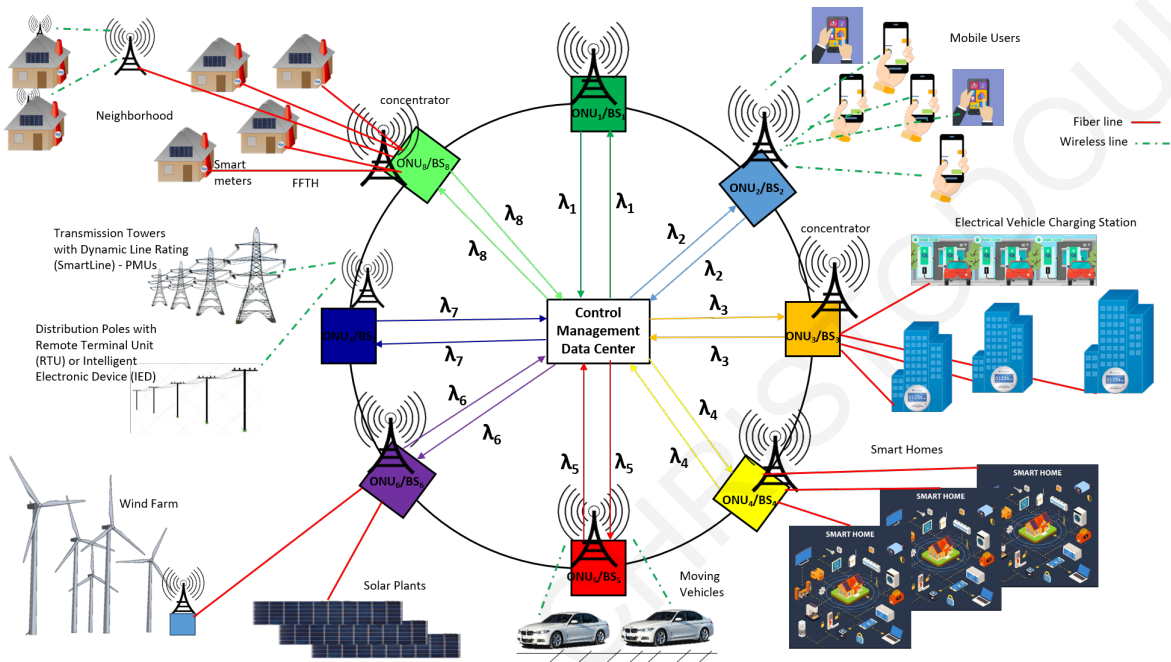 Mobile Users
concentrator
ONU₁/BS₁
Neighborhood
Fiber line
Wireless line
Smart
meters
FFTH
ONU₈/BS₈
ONU₂/BS₂
λ₈
λ₈
λ₁
λ₁
λ₂
λ₂
Electrical Vehicle Charging Station
concentrator
Transmission Towers
with Dynamic Line Rating
(SmartLine) - PMUs
Distribution Poles with
Remote Terminal Unit
(RTU) or Intelligent
Electronic Device (IED)
λ₇
λ₇
Control
Management
Data Center
λ₃
λ₃
ONU₃/BS₃
λ₆
λ₆
λ₄
λ₄
λ₅
λ₅
ONU₆/BS₆
ONU₄/BS₄
Smart Homes
SMART HOME
SMART HOME
SMART HOME
Wind Farm
Solar Plants
ONU₅/BS₅
Moving
Vehicles